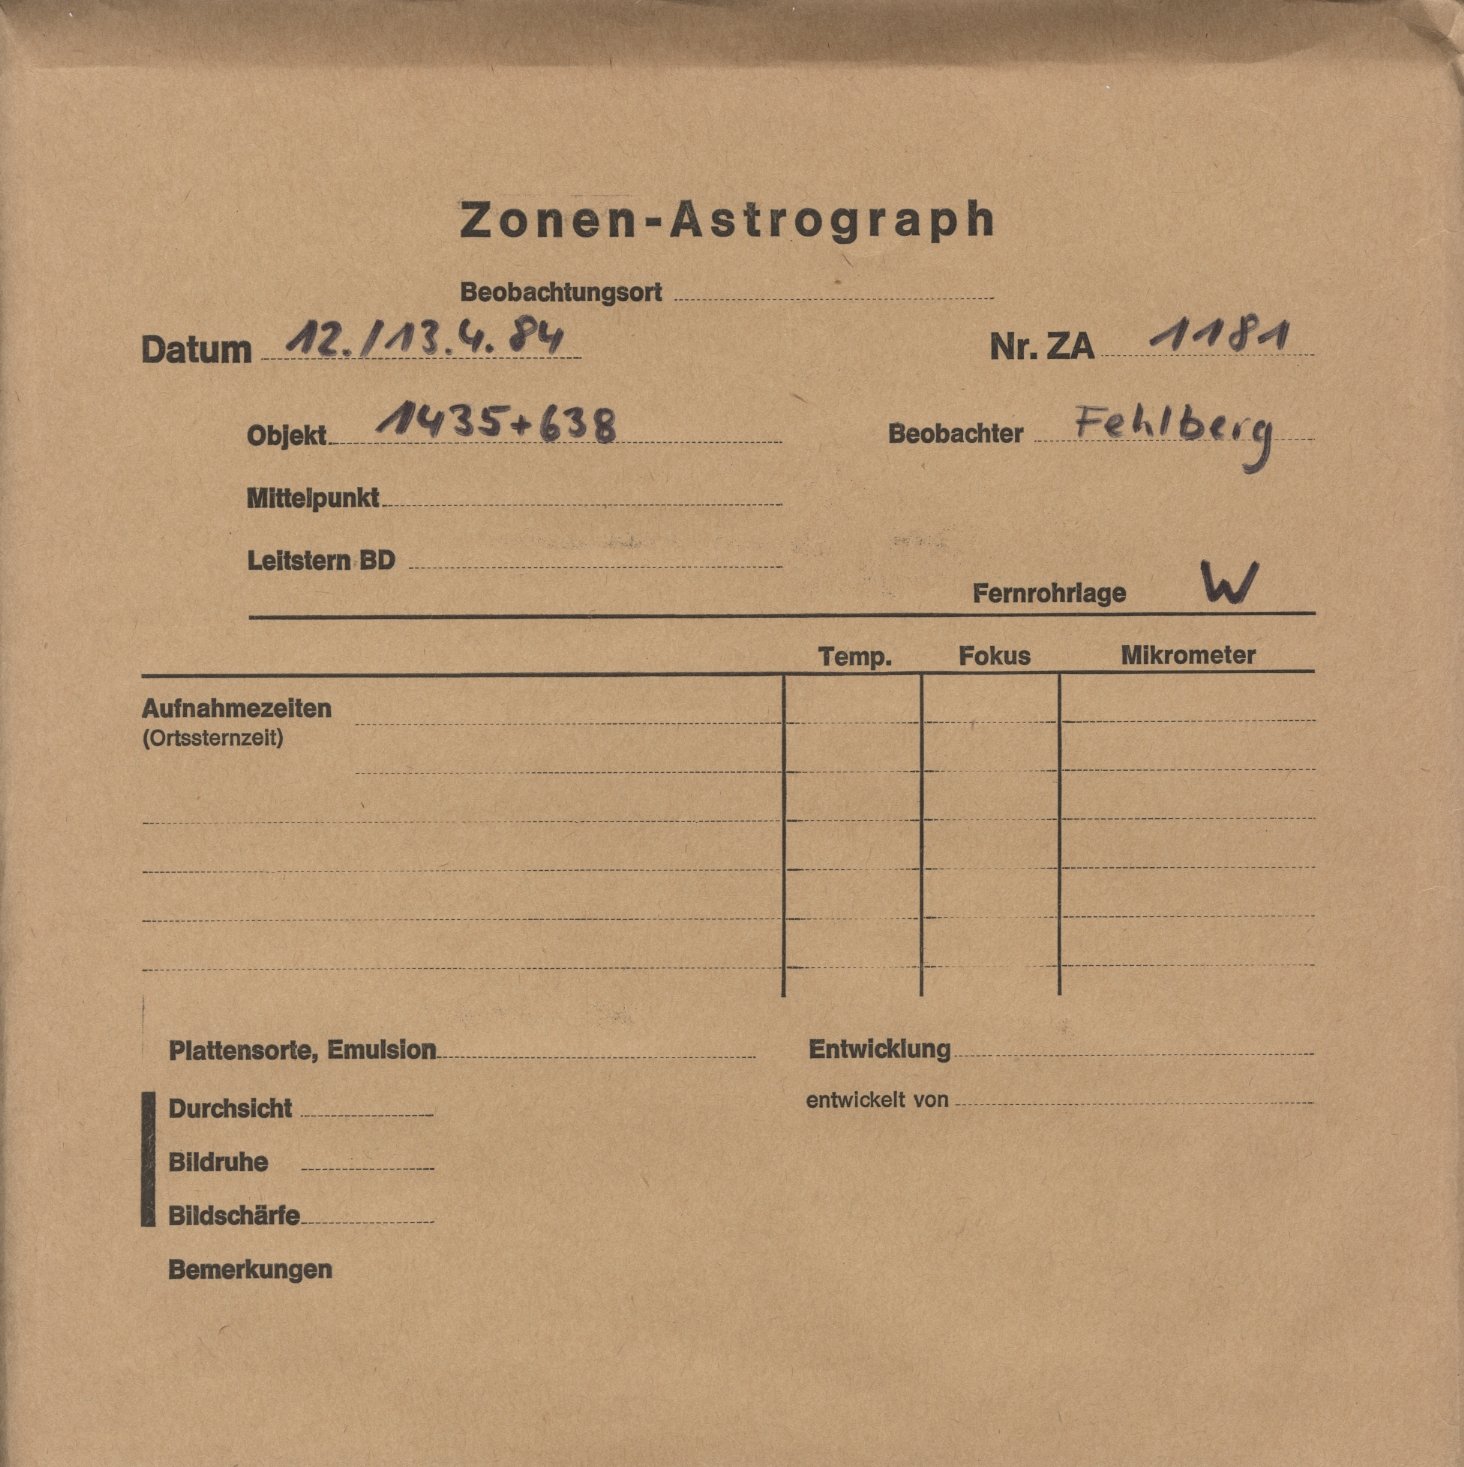 Zonen-Astrograph
Beobachtungsort
Datum 12./13.4.84 Nr. ZA 1181
Objekt 1435+638 Beobachter Fehlberg
Mittelpunkt
Leitstern BD
Fernrohrlage W
Temp. Fokus Mikrometer
Aufnahmezeiten
(Ortssternzeit)
Plattensorte, Emulsion Entwicklung
Durchsicht entwickelt von
Bildruhe
Bildschärfe
Bemerkungen